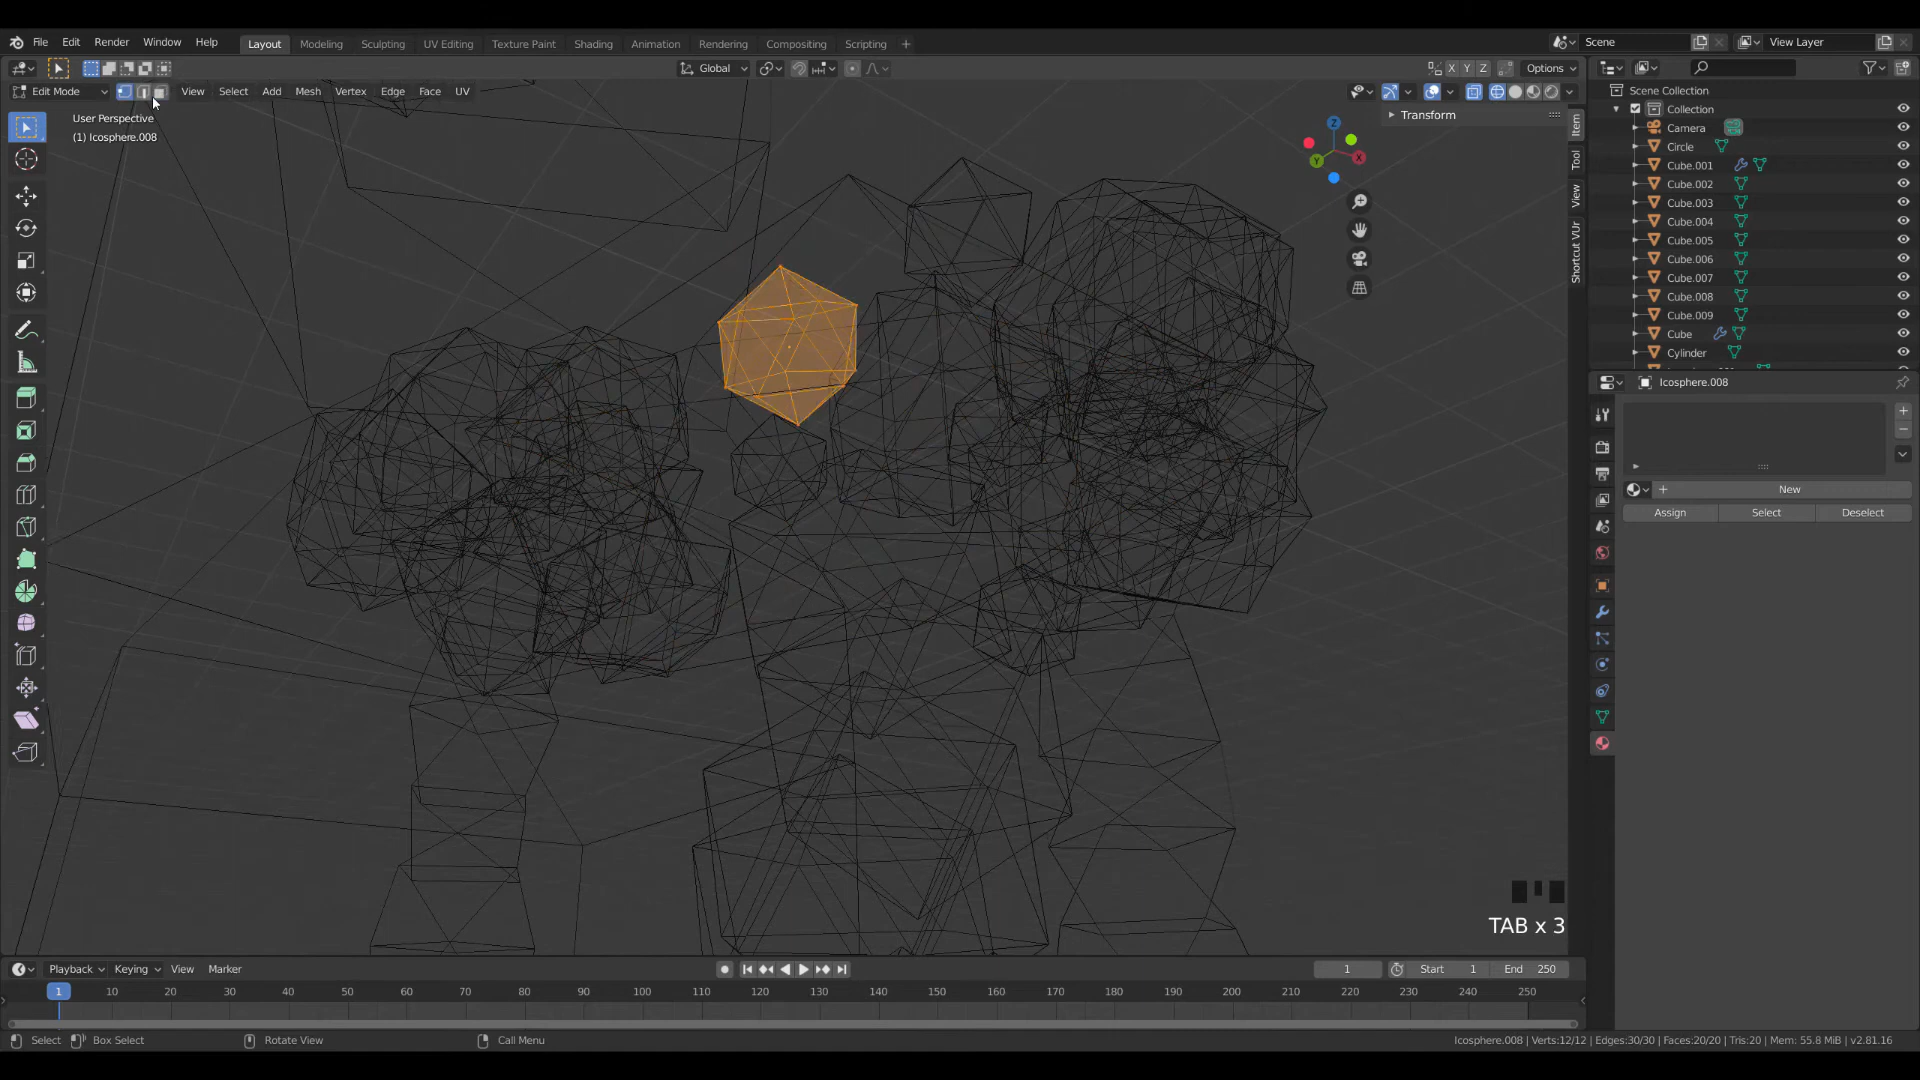 File Edit Render Window Help Layout Modeling Sculpting UV Editing Texture Paint Shading Animation Rendering Compositing Scripting + Scene View Layer
Global X Y Z Options
Edit Mode View Select Add Mesh Vertex Edge Face UV
User Perspective
(1) Icosphere.008
Transform
Item
Tool
View
Shortcut VUr
Z
Y
X
Scene Collection
Collection
Camera
Circle
Cube.001
Cube.002
Cube.003
Cube.004
Cube.005
Cube.006
Cube.007
Cube.008
Cube.009
Cube
Cylinder
Icosphere.008
New
Assign Select Deselect
TAB x 3
Playback Keying View Marker 1 Start 1 End 250
1 10 20 30 40 50 60 70 80 90 100 110 120 130 140 150 160 170 180 190 200 210 220 230 240 250
Select Box Select Rotate View Call Menu Icosphere.008 | Verts:12/12 | Edges:30/30 | Faces:20/20 | Tris:20 | Mem: 55.8 MiB | v2.81.16